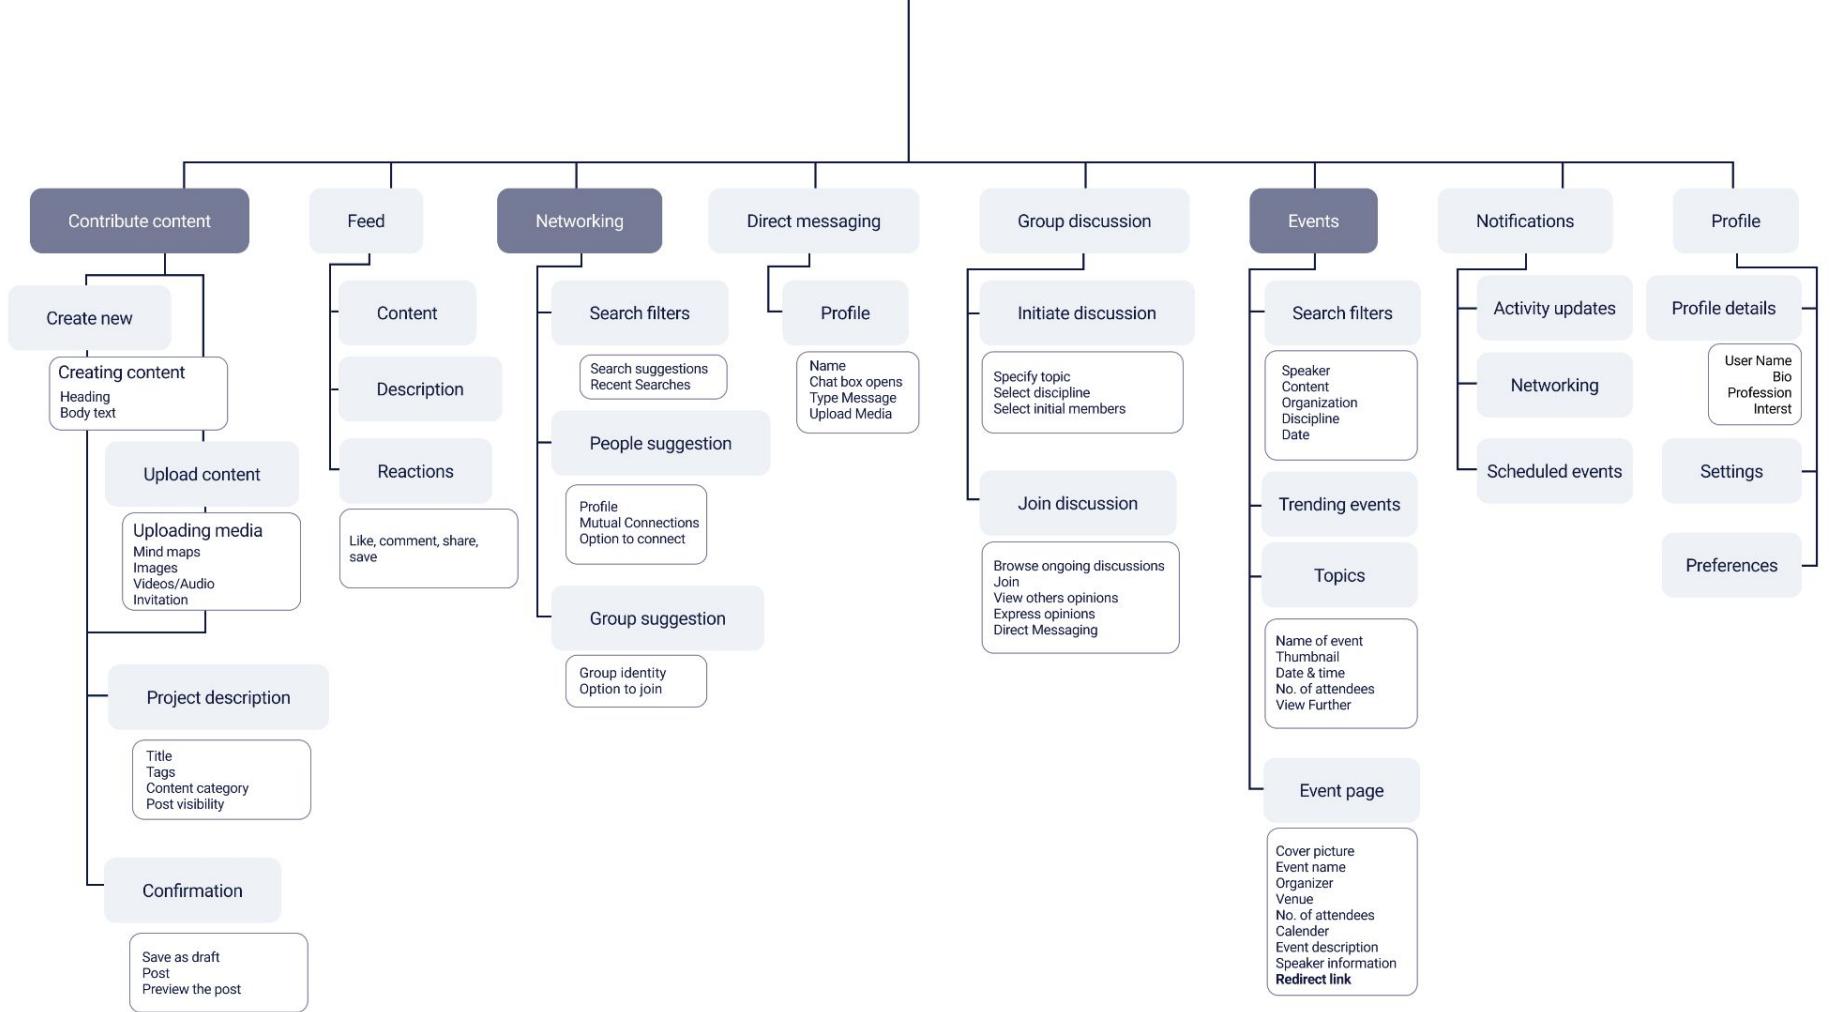 Contribute content
Feed
Networking
Direct messaging
Group discussion
Events
Notifications
Profile
Create new
Creating content
Heading
Body text
Upload content
Uploading media
Mind maps
Images
Videos/Audio
Invitation
Project description
Title
Tags
Content category
Post visibility
Confirmation
Save as draft
Post
Preview the post
Content
Description
Reactions
Like, comment, share,
save
Search filters
Search suggestions
Recent Searches
People suggestion
Profile
Mutual Connections
Option to connect
Group suggestion
Group identity
Option to join
Profile
Name
Chat box opens
Type Message
Upload Media
Initiate discussion
Specify topic
Select discipline
Select initial members
Join discussion
Browse ongoing discussions
Join
View others opinions
Express opinions
Direct Messaging
Search filters
Speaker
Content
Organization
Discipline
Date
Trending events
Topics
Name of event
Thumbnail
Date & time
No. of attendees
View Further
Event page
Cover picture
Event name
Organizer
Venue
No. of attendees
Calender
Event description
Speaker information
Redirect link
Activity updates
Networking
Scheduled events
Profile details
User Name
Bio
Profession
Interst
Settings
Preferences